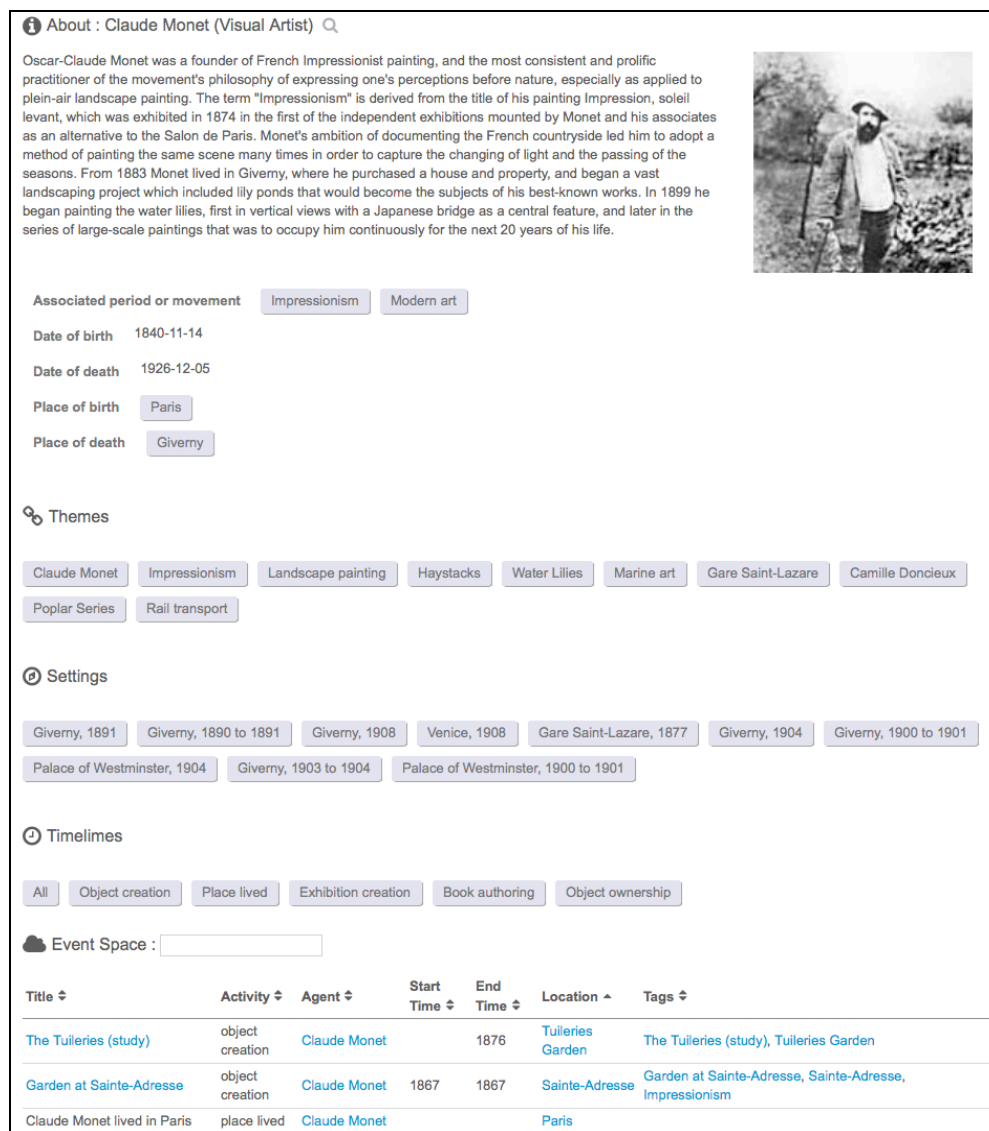 About : Claude Monet (Visual Artist)
Oscar-Claude Monet was a founder of French Impressionist painting, and the most consistent and prolific
practitioner of the movement's philosophy of expressing one's perceptions before nature, especially as applied to
plein-air landscape painting. The term "Impressionism" is derived from the title of his painting Impression, soleil
levant, which was exhibited in 1874 in the first of the independent exhibitions mounted by Monet and his associates
as an alternative to the Salon de Paris. Monet's ambition of documenting the French countryside led him to adopt a
method of painting the same scene many times in order to capture the changing of light and the passing of the
seasons. From 1883 Monet lived in Giverny, where he purchased a house and property, and began a vast
landscaping project which included lily ponds that would become the subjects of his best-known works. In 1899 he
began painting the water lilies, first in vertical views with a Japanese bridge as a central feature, and later in the
series of large-scale paintings that was to occupy him continuously for the next 20 years of his life.
Associated period or movement Impressionism Modern art
Date of birth 1840-11-14
Date of death 1926-12-05
Place of birth Paris
Place of death Giverny
Themes
Claude Monet Impressionism Landscape painting Haystacks Water Lilies Marine art Gare Saint-Lazare Camille Doncieux
Poplar Series Rail transport
Settings
Giverny, 1891 Giverny, 1890 to 1891 Giverny, 1908 Venice, 1908 Gare Saint-Lazare, 1877 Giverny, 1904 Giverny, 1900 to 1901
Palace of Westminster, 1904 Giverny, 1903 to 1904 Palace of Westminster, 1900 to 1901
Timelimes
All Object creation Place lived Exhibition creation Book authoring Object ownership
Event Space :
Title Activity Agent Start Time End Time Location Tags
The Tuileries (study) object creation Claude Monet 1876 Tuileries Garden The Tuileries (study), Tuileries Garden
Garden at Sainte-Adresse object creation Claude Monet 1867 1867 Sainte-Adresse Garden at Sainte-Adresse, Sainte-Adresse, Impressionism
Claude Monet lived in Paris place lived Claude Monet Paris